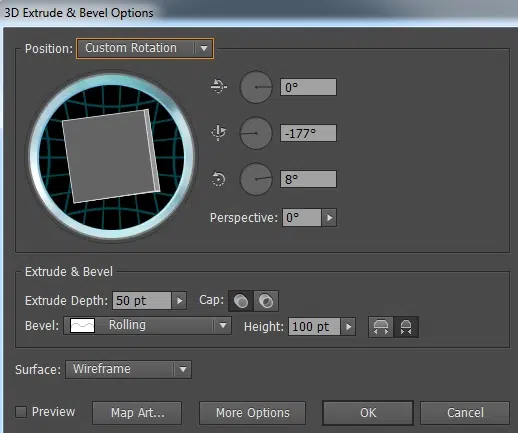 3D Extrude & Bevel Options
Position: Custom Rotation
0°
-177°
8°
Perspective: 0°
Extrude & Bevel
Extrude Depth: 50 pt Cap:
Bevel: Rolling Height: 100 pt
Surface: Wireframe
Preview Map Art... More Options OK Cancel